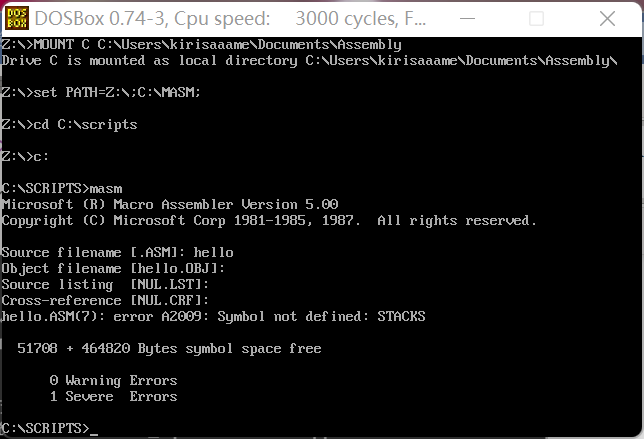 DOS
BOX
DOSBox 0.74-3, Cpu speed:    3000 cycles, F...
Z:\>MOUNT C C:\Users\kirisaaame\Documents\Assembly
Drive C is mounted as local directory C:\Users\kirisaaame\Documents\Assembly\
Z:\>set PATH=Z:\;C:\MASM;
Z:\>cd C:\scripts
Z:\>c:
C:\SCRIPTS>masm
Microsoft (R) Macro Assembler Version 5.00
Copyright (C) Microsoft Corp 1981-1985, 1987.  All rights reserved.
Source filename [.ASM]: hello
Object filename [hello.OBJ]:
Source listing  [NUL.LST]:
Cross-reference [NUL.CRF]:
hello.ASM(7): error A2009: Symbol not defined: STACKS
51708 + 464820 Bytes symbol space free
0 Warning Errors
1 Severe  Errors
C:\SCRIPTS>_